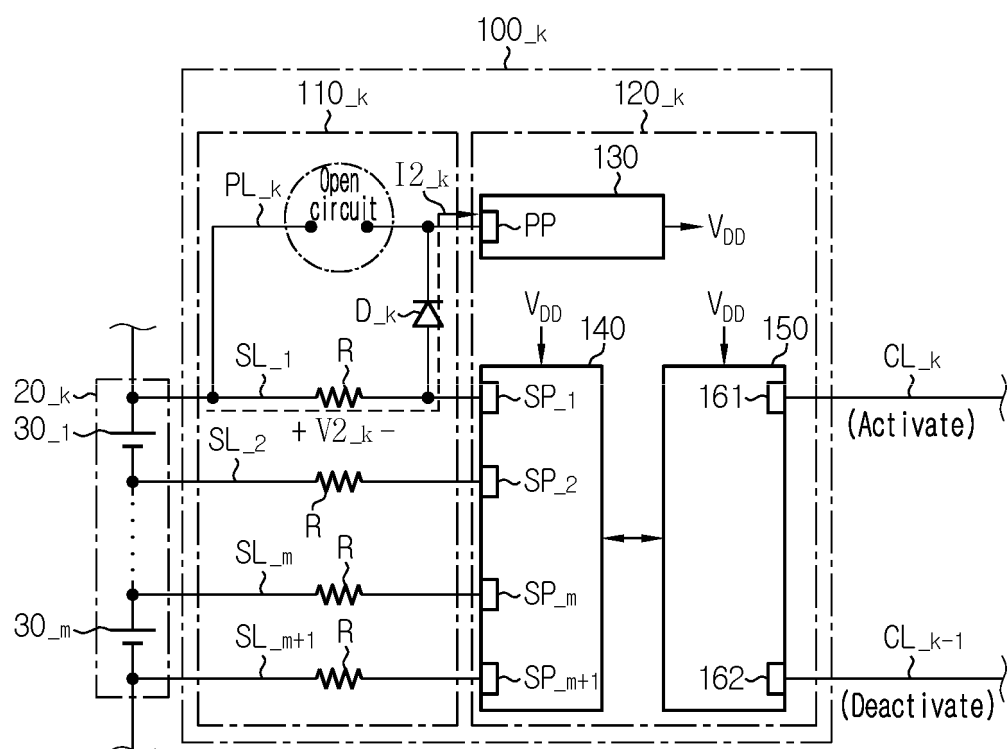 100_k
110_k
120_k
130
PL_k
Open
circuit
I2_k
PP
V_DD
D_k
V_DD
V_DD
140
150
CL_k
20_k
SL_1
R
SP_1
161
(Activate)
30_1
+ V2_k -
SL_2
SP_2
R
SL_m
R
SP_m
30_m
SL_m+1
R
SP_m+1
162
CL_k-1
(Deactivate)